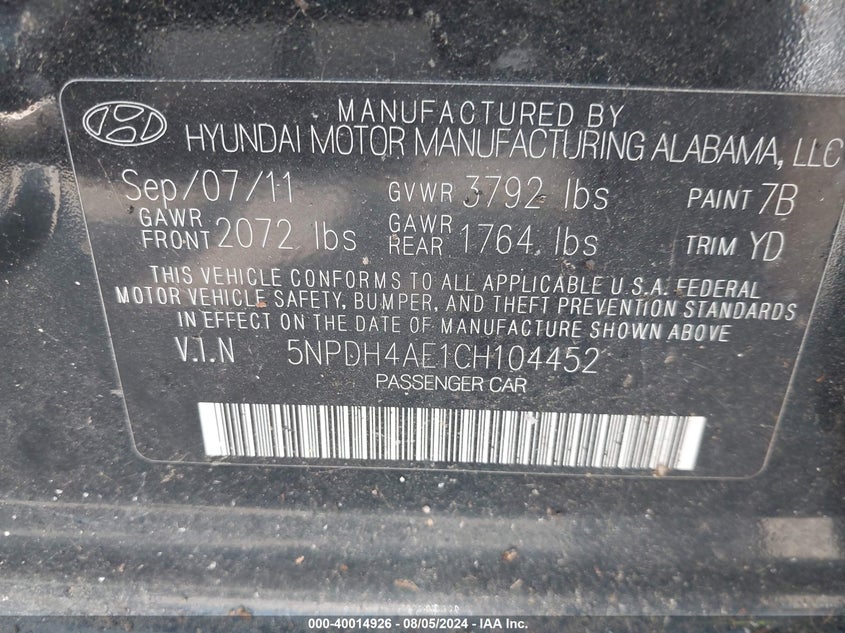 MANUFACTURED BY
HYUNDAI MOTOR MANUFACTURING ALABAMA, LLC
Sep/07/11 GVWR 3792 lbs PAINT 7B
GAWR FRONT 2072 lbs GAWR REAR 1764 lbs TRIM YD
THIS VEHICLE CONFORMS TO ALL APPLICABLE U.S.A. FEDERAL
MOTOR VEHICLE SAFETY, BUMPER, AND THEFT PREVENTION STANDARDS
IN EFFECT ON THE DATE OF MANUFACTURE SHOWN ABOVE
V.I.N 5NPDH4AE1CH104452
PASSENGER CAR
000-40014926 - 08/05/2024 - IAA Inc.